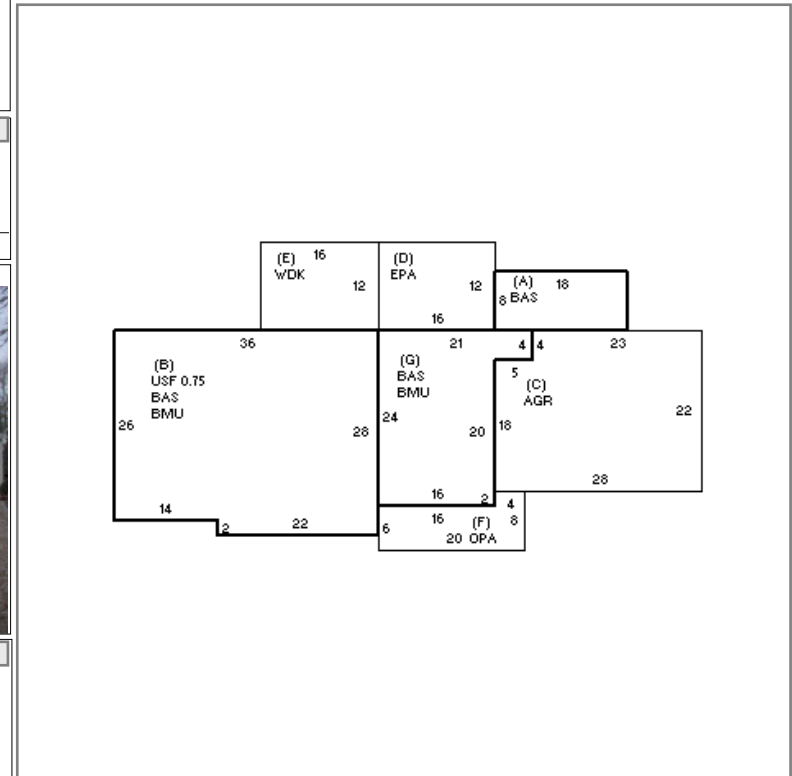 (E) 16
WDK
12
(D)
EPA
12
16
(A) 18
8 BAS
36
(B)
USF 0.75
BAS
BMU
26
28
14
2
22
21
4
(G)
BAS
BMU
24
20
16
2
4
23
5
(C)
AGR
18
22
28
6
16
4
(F) 8
20 OPA